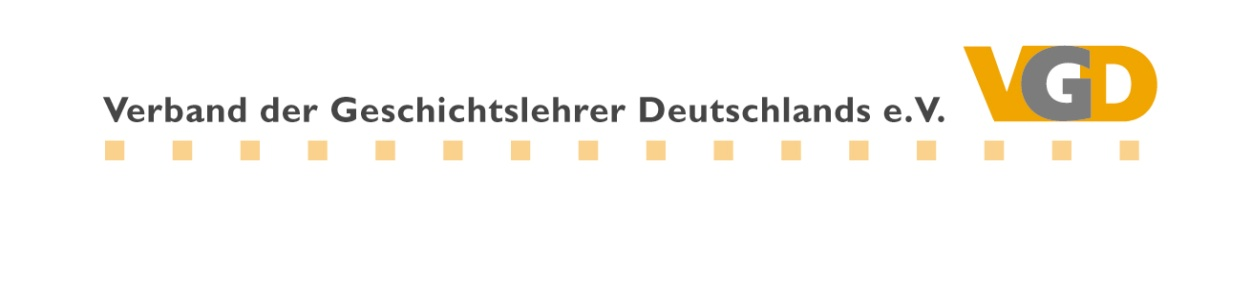 Verband der Geschichtslehrer Deutschlands e.V.
VGD